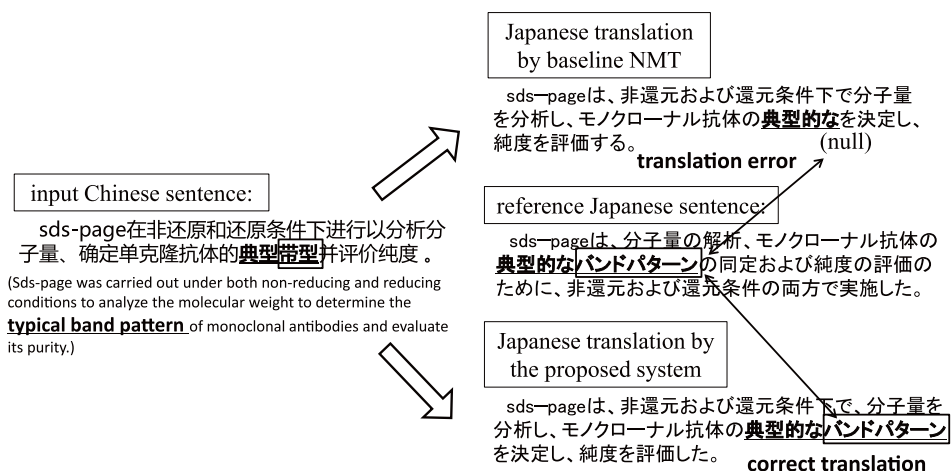 input Chinese sentence:
sds-page在非还原和还原条件下进行以分析分
子量、确定单克隆抗体的典型带型并评价纯度 。
(Sds-page was carried out under both non-reducing and reducing
conditions to analyze the molecular weight to determine the
typical band pattern of monoclonal antibodies and evaluate
its purity.)
Japanese translation
by baseline NMT
sds—pageは、非還元および還元条件下で分子量
を分析し、モノクローナル抗体の典型的なを決定し、
純度を評価する。
(null)
translation error
reference Japanese sentence:
sds—pageは、分子量の解析、モノクローナル抗体の
典型的なバンドパターンの同定および純度の評価の
ために、非還元および還元条件の両方で実施した。
Japanese translation by
the proposed system
sds—pageは、非還元および還元条件下で、分子量を
分析し、モノクローナル抗体の典型的なバンドパターン
を決定し、純度を評価した。
correct translation